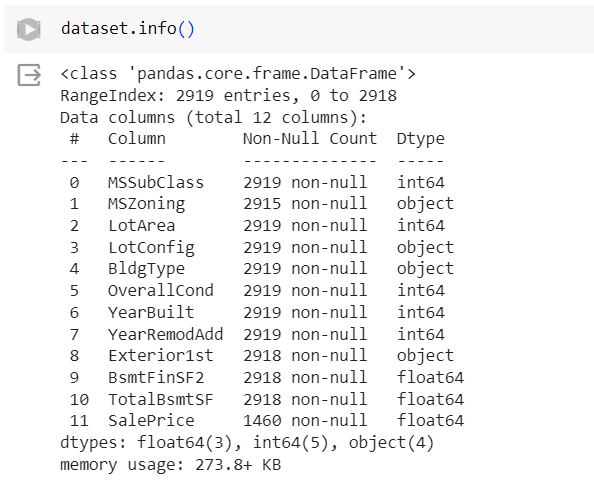 dataset.info()
<class 'pandas.core.frame.DataFrame'>
RangeIndex: 2919 entries, 0 to 2918
Data columns (total 12 columns):
 #   Column        Non-Null Count  Dtype
---  ------        --------------  -----
 0   MSSubClass    2919 non-null   int64
 1   MSZoning      2915 non-null   object
 2   LotArea       2919 non-null   int64
 3   LotConfig     2919 non-null   object
 4   BldgType      2919 non-null   object
 5   OverallCond   2919 non-null   int64
 6   YearBuilt     2919 non-null   int64
 7   YearRemodAdd  2919 non-null   int64
 8   Exterior1st   2918 non-null   object
 9   BsmtFinSF2    2918 non-null   float64
 10  TotalBsmtSF   2918 non-null   float64
 11  SalePrice     1460 non-null   float64
dtypes: float64(3), int64(5), object(4)
memory usage: 273.8+ KB